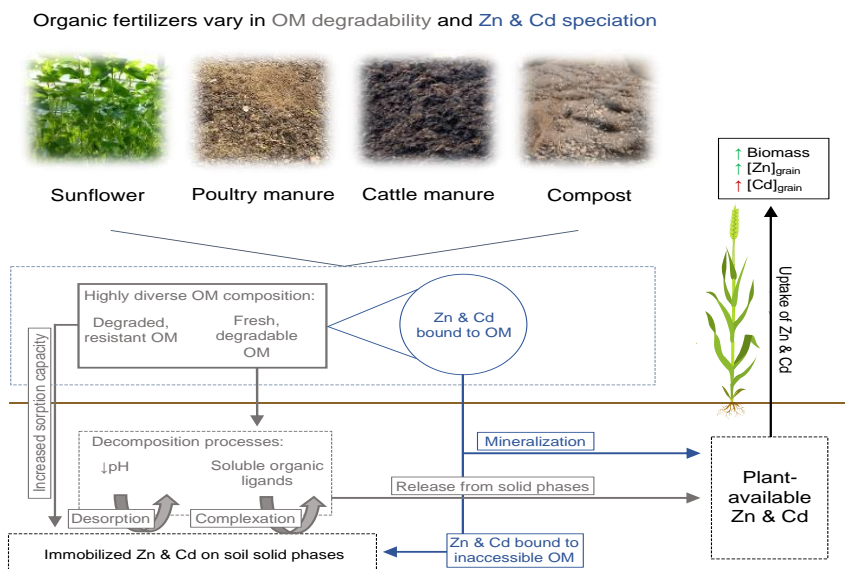 Organic fertilizers vary in OM degradability and Zn & Cd speciation
Sunflower
Poultry manure
Cattle manure
Compost
↑ Biomass
↑ [Zn]grain
↑ [Cd]grain
Highly diverse OM composition:
Degraded,
resistant OM
Fresh,
degradable
OM
Zn & Cd
bound to OM
Uptake of Zn & Cd
Increased sorption capacity
Decomposition processes:
↓pH
Soluble organic
ligands
Desorption
Complexation
Mineralization
Release from solid phases
Plant-
available
Zn & Cd
Immobilized Zn & Cd on soil solid phases
Zn & Cd bound to
inaccessible OM